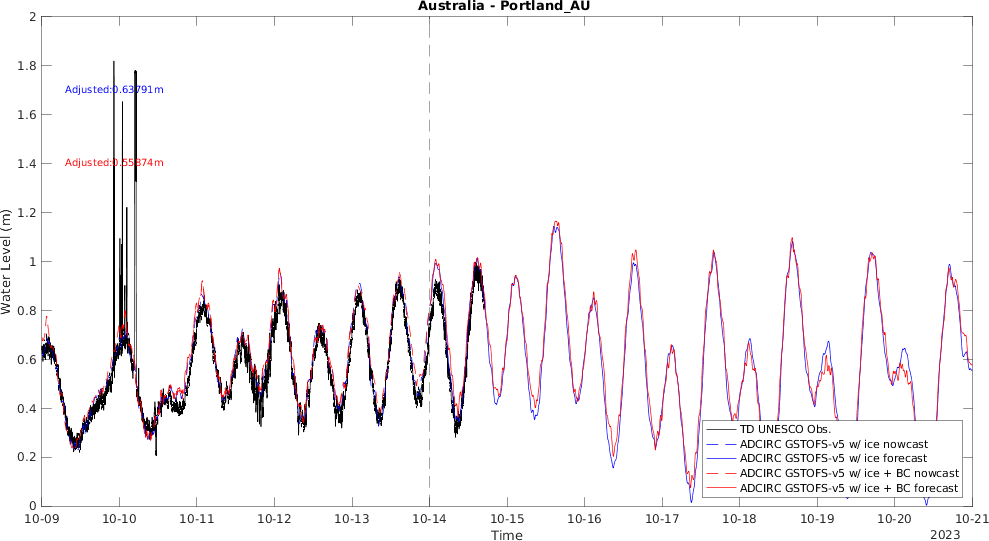 Australia - Portland_AU
2
1.8
1.6
1.4
1.2
1
0.8
0.6
0.4
0.2
0
Water Level (m)
Adjusted:0.63791m
Adjusted:0.55874m
TD UNESCO Obs.
ADCIRC GSTOFS-v5 w/ ice nowcast
ADCIRC GSTOFS-v5 w/ ice forecast
ADCIRC GSTOFS-v5 w/ ice + BC nowcast
ADCIRC GSTOFS-v5 w/ ice + BC forecast
10-09 10-10 10-11 10-12 10-13 10-14 10-15 10-16 10-17 10-18 10-19 10-20 10-21
Time
2023